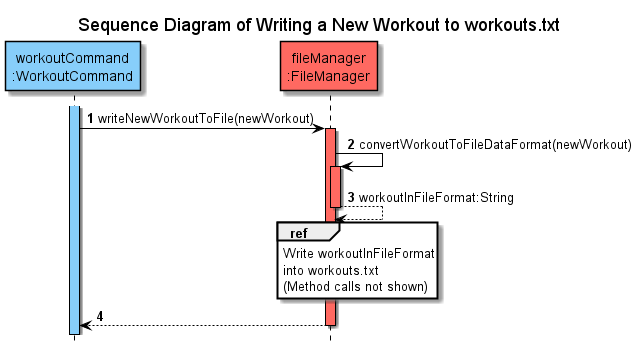 Sequence Diagram of Writing a New Workout to workouts.txt
workoutCommand
:WorkoutCommand
fileManager
:FileManager
1 writeNewWorkoutToFile(newWorkout)
2 convertWorkoutToFileDataFormat(newWorkout)
3 workoutInFileFormat:String
ref
Write workoutInFileFormat
into workouts.txt
(Method calls not shown)
4